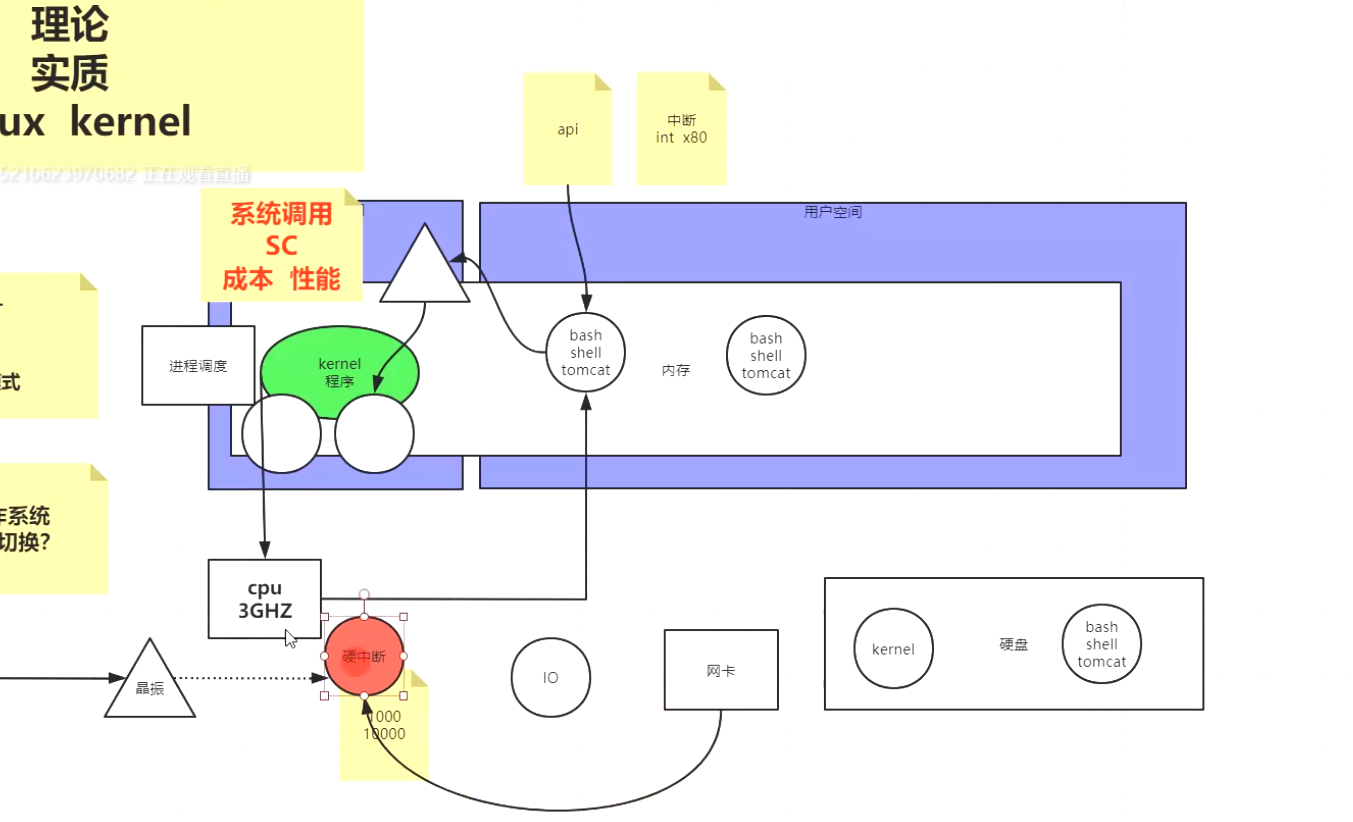 理论
实质
ux kernel
5210623970682 正在观看直播
api
中断
int x80
系统调用
SC
成本 性能
用户空间
进程调度
kernel
程序
bash
shell
tomcat
内存
bash
shell
tomcat
式
作系统
切换?
cpu
3GHZ
晶振
硬中断
1000
10000
IO
网卡
kernel
硬盘
bash
shell
tomcat